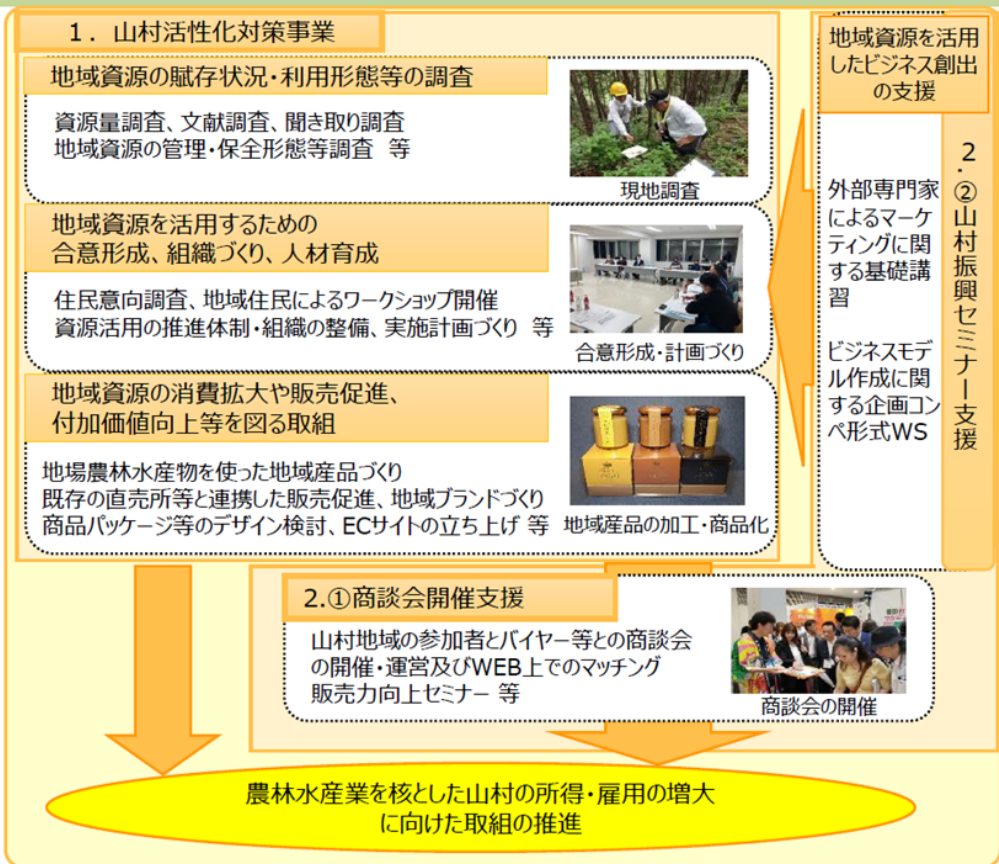 1．山村活性化対策事業
地域資源の賦存状況・利用形態等の調査
資源量調査、文献調査、聞き取り調査
地域資源の管理・保全形態等調査 等
現地調査
地域資源を活用するための
合意形成、組織づくり、人材育成
住民意向調査、地域住民によるワークショップ開催
資源活用の推進体制・組織の整備、実施計画づくり 等
合意形成・計画づくり
地域資源の消費拡大や販売促進、
付加価値向上等を図る取組
地場農林水産物を使った地域産品づくり
既存の直売所等と連携した販売促進、地域ブランドづくり
商品パッケージ等のデザイン検討、ECサイトの立ち上げ 等
地域産品の加工・商品化
2.②山村振興セミナー支援
地域資源を活用
したビジネス創出
の支援
外部専門家
によるマーケ
ティングに関
する基礎講
習
ビジネスモデ
ル作成に関
する企画コン
ペ形式WS
2.①商談会開催支援
山村地域の参加者とバイヤー等との商談会
の開催・運営及びWEB上でのマッチング
販売力向上セミナー 等
商談会の開催
農林水産業を核とした山村の所得・雇用の増大
に向けた取組の推進